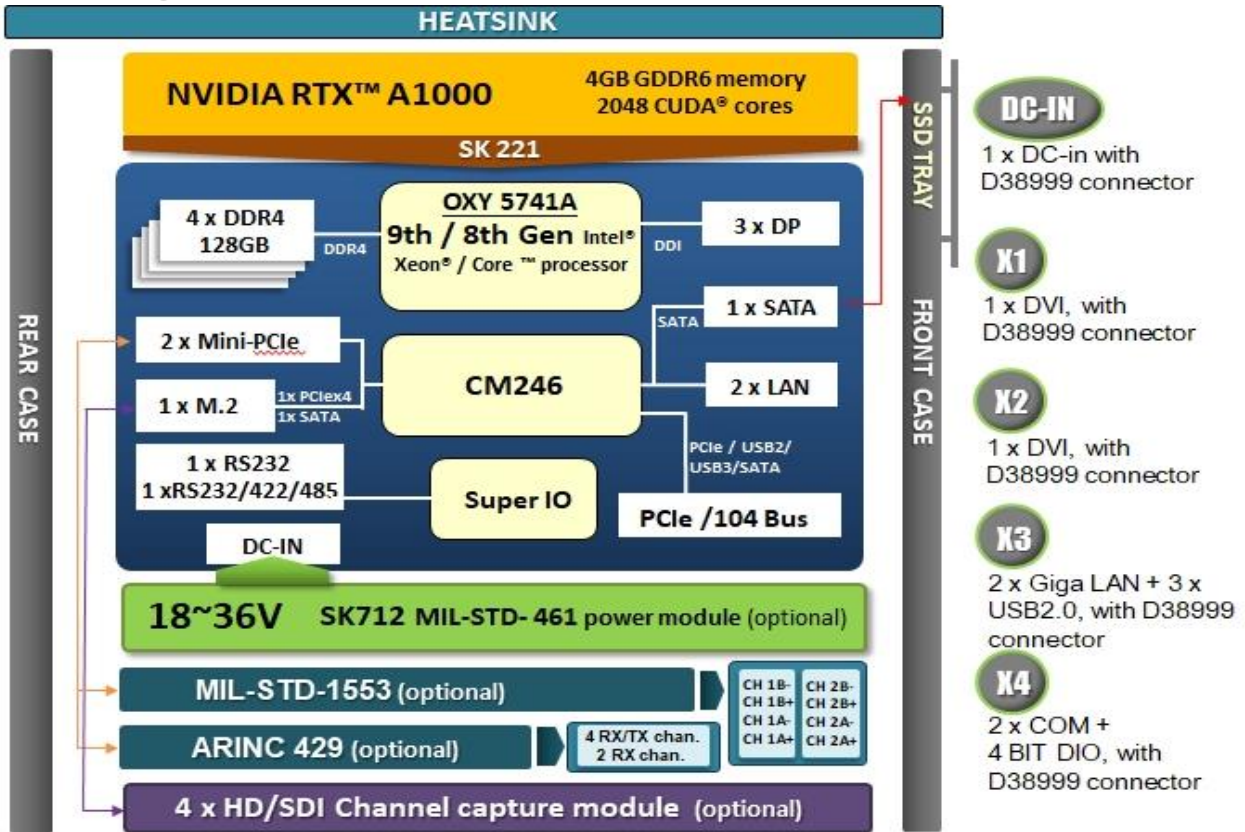 HEATSINK
NVIDIA RTX™ A1000
4GB GDDR6 memory
2048 CUDA® cores
SK 221
REAR CASE
SSD TRAY
FRONT CASE
4 x DDR4
128GB
DDR4
OXY 5741A
9th / 8th Gen Intel®
Xeon® / Core ™ processor
DDI
3 x DP
SATA
1 x SATA
2 x Mini-PCIe
CM246
2 x LAN
1 x M.2
1x PCIex4
1x SATA
PCIe / USB2/
USB3/SATA
1 x RS232
1 xRS232/422/485
Super IO
PCIe /104 Bus
DC-IN
18~36V SK712 MIL-STD- 461 power module (optional)
MIL-STD-1553 (optional)
CH 1B-
CH 1B+
CH 1A-
CH 1A+
CH 2B-
CH 2B+
CH 2A-
CH 2A+
ARINC 429 (optional)
4 RX/TX chan.
2 RX chan.
4 x HD/SDI Channel capture module (optional)
DC-IN
1 x DC-in with
D38999 connector
X1
1 x DVI, with
D38999 connector
X2
1 x DVI, with
D38999 connector
X3
2 x Giga LAN + 3 x
USB2.0, with D38999
connector
X4
2 x COM +
4 BIT DIO, with
D38999 connector